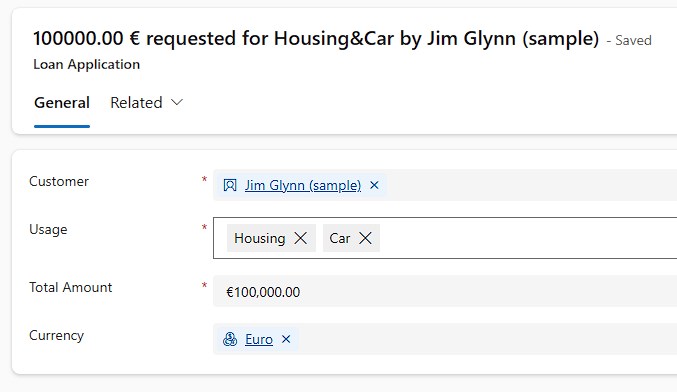 100000.00 € requested for Housing&Car by Jim Glynn (sample) - Saved
Loan Application
General Related
Customer * Jim Glynn (sample)
Usage * Housing Car
Total Amount * €100,000.00
Currency Euro